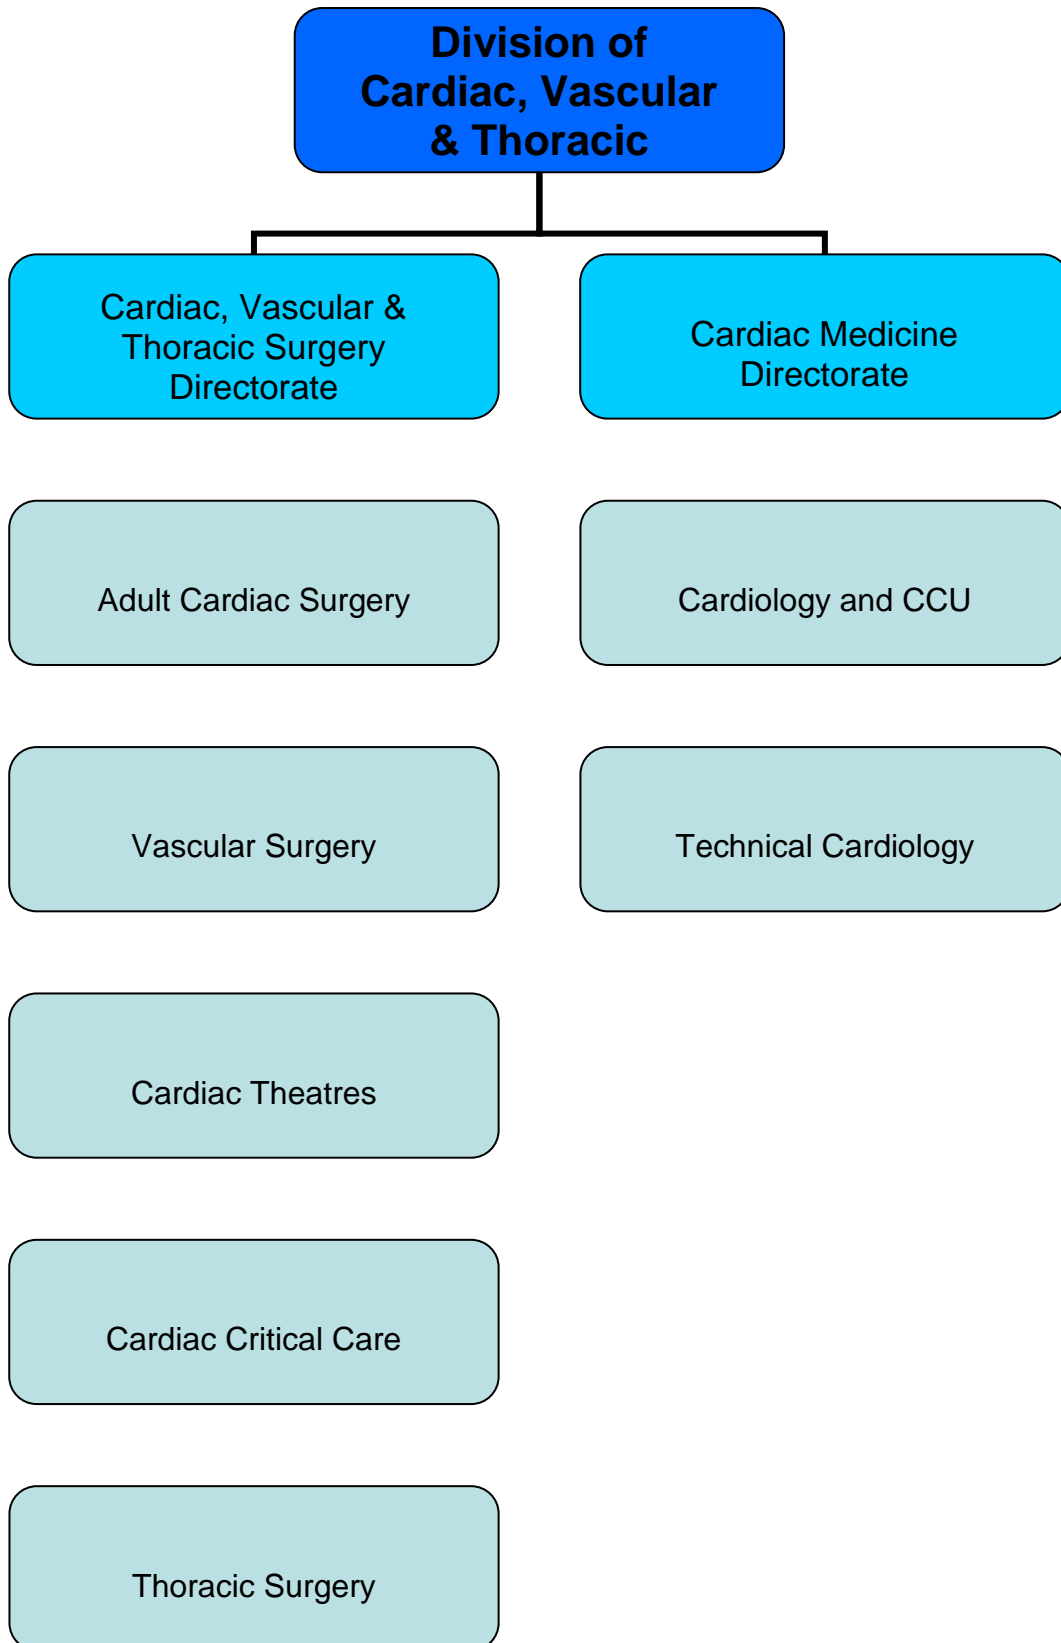 Division of
Cardiac, Vascular
& Thoracic
Cardiac, Vascular &
Thoracic Surgery
Directorate
Cardiac Medicine
Directorate
Adult Cardiac Surgery
Cardiology and CCU
Vascular Surgery
Technical Cardiology
Cardiac Theatres
Cardiac Critical Care
Thoracic Surgery